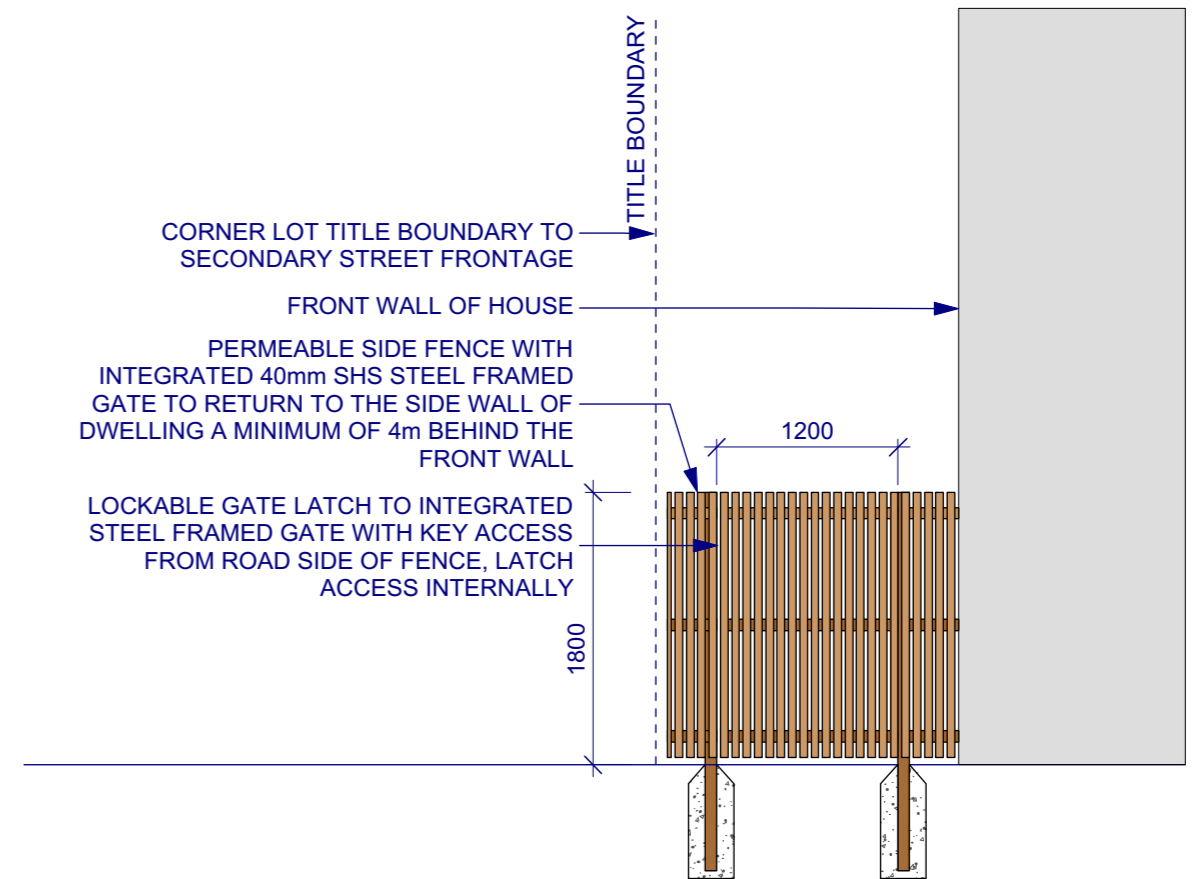 TITLE BOUNDARY
CORNER LOT TITLE BOUNDARY TO
SECONDARY STREET FRONTAGE
FRONT WALL OF HOUSE
PERMEABLE SIDE FENCE WITH
INTEGRATED 40mm SHS STEEL FRAMED
GATE TO RETURN TO THE SIDE WALL OF
DWELLING A MINIMUM OF 4m BEHIND THE
FRONT WALL
1200
LOCKABLE GATE LATCH TO INTEGRATED
STEEL FRAMED GATE WITH KEY ACCESS
FROM ROAD SIDE OF FENCE, LATCH
ACCESS INTERNALLY
1800